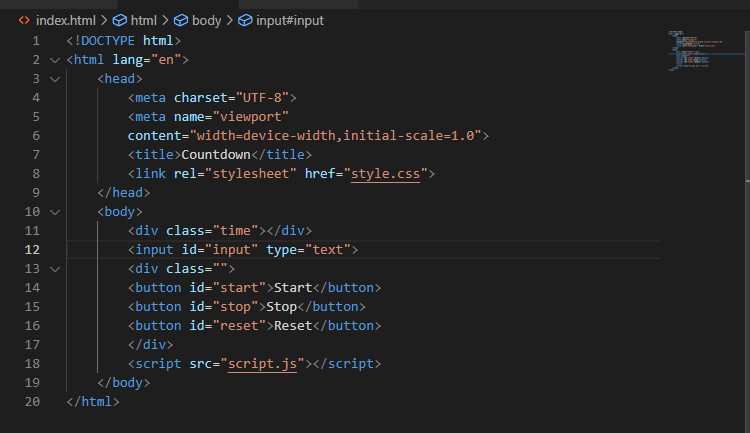 index.html > html > body > input#input
1 <!DOCTYPE html>
2 <html lang="en">
3 <head>
4 <meta charset="UTF-8">
5 <meta name="viewport"
6 content="width=device-width,initial-scale=1.0">
7 <title>Countdown</title>
8 <link rel="stylesheet" href="style.css">
9 </head>
10 <body>
11 <div class="time"></div>
12 <input id="input" type="text">
13 <div class="">
14 <button id="start">Start</button>
15 <button id="stop">Stop</button>
16 <button id="reset">Reset</button>
17 </div>
18 <script src="script.js"></script>
19 </body>
20 </html>